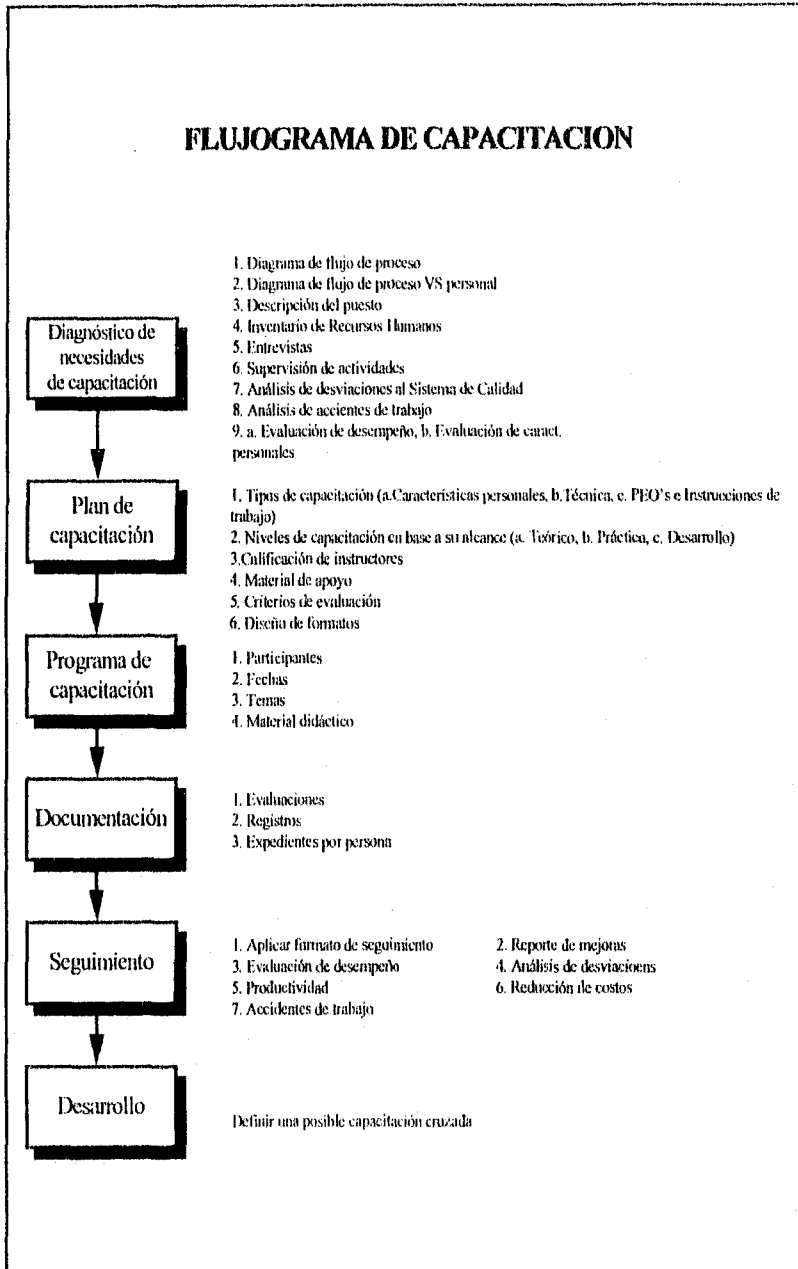 FLUJOGRAMA DE CAPACITACION
Diagnóstico de
necesidades
de capacitación
1. Diagrama de flujo de proceso
2. Diagrama de flujo de proceso VS personal
3. Descripción del puesto
4. Inventario de Recursos Humanos
5. Entrevistas
6. Supervisión de actividades
7. Análisis de desviaciones al Sistema de Calidad
8. Análisis de accientes de trabajo
9. a. Evaluación de desempeño, b. Evaluación de caract.
personales
Plan de
capacitación
1. Tipos de capacitación (a.Características personales, b.Técnica, c. PEO's e Instrucciones de
trabajo)
2. Niveles de capacitación en base a su alcance (a. Teórico, b. Práctica, c. Desarrollo)
3.Calificación de instructores
4. Material de apoyo
5. Criterios de evaluación
6. Diseño de formatos
Programa de
capacitación
1. Participantes
2. Fechas
3. Temas
4. Material didáctico
Documentación
1. Evaluaciones
2. Registros
3. Expedientes por persona
Seguimiento
1. Aplicar formato de seguimiento 2. Reporte de mejoras
3. Evaluación de desempeño 4. Análisis de desviacioens
5. Productividad 6. Reducción de costos
7. Accidentes de trabajo
Desarrollo
Definir una posible capacitación cruzada